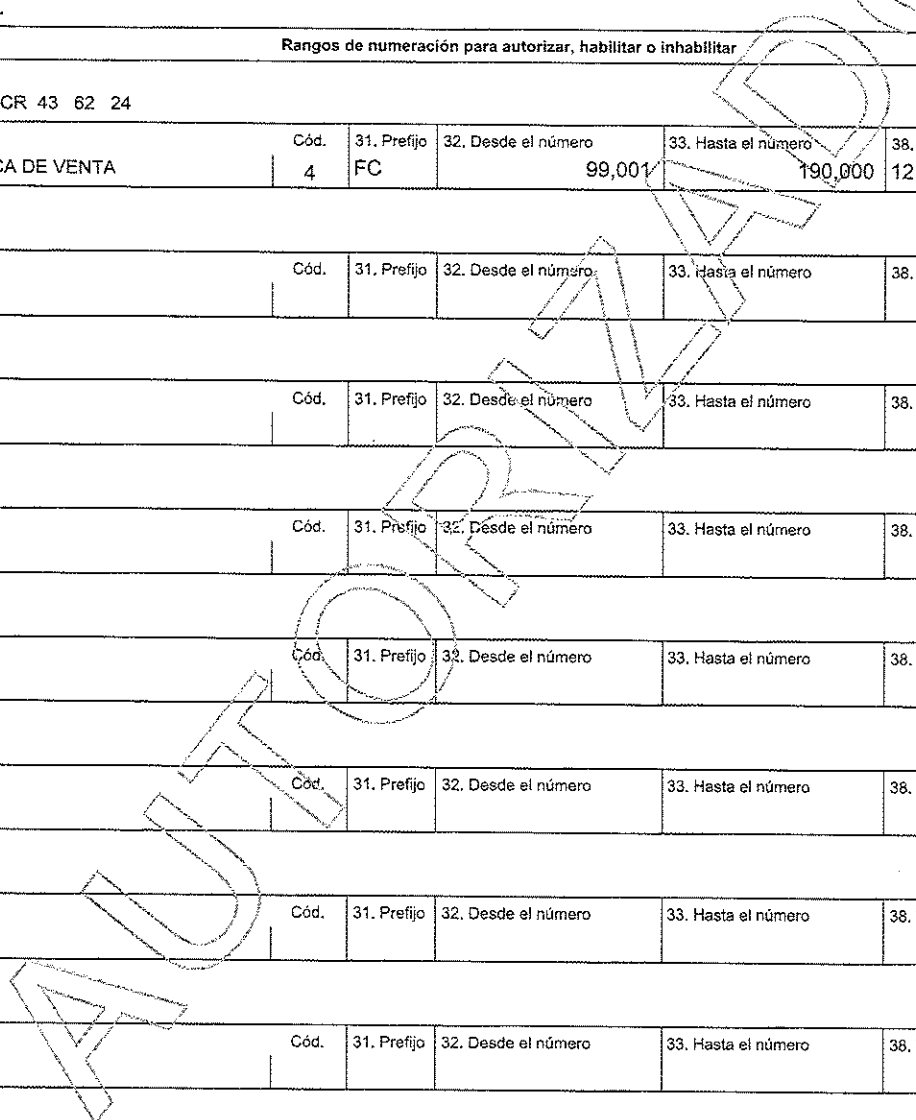 Rangos de numeración para autorizar, habilitar o inhabilitar
CR 43 62 24
Cód. 31. Prefijo 32. Desde el número 33. Hasta el número 38.
CA DE VENTA 4 FC 99,001 190,000 12
Cód. 31. Prefijo 32. Desde el número 33. Hasta el número 38.
Cód. 31. Prefijo 32. Desde el número 33. Hasta el número 38.
Cód. 31. Prefijo 32. Desde el número 33. Hasta el número 38.
Cód. 31. Prefijo 32. Desde el número 33. Hasta el número 38.
Cód. 31. Prefijo 32. Desde el número 33. Hasta el número 38.
Cód. 31. Prefijo 32. Desde el número 33. Hasta el número 38.
Cód. 31. Prefijo 32. Desde el número 33. Hasta el número 38.
AUTORIZADO